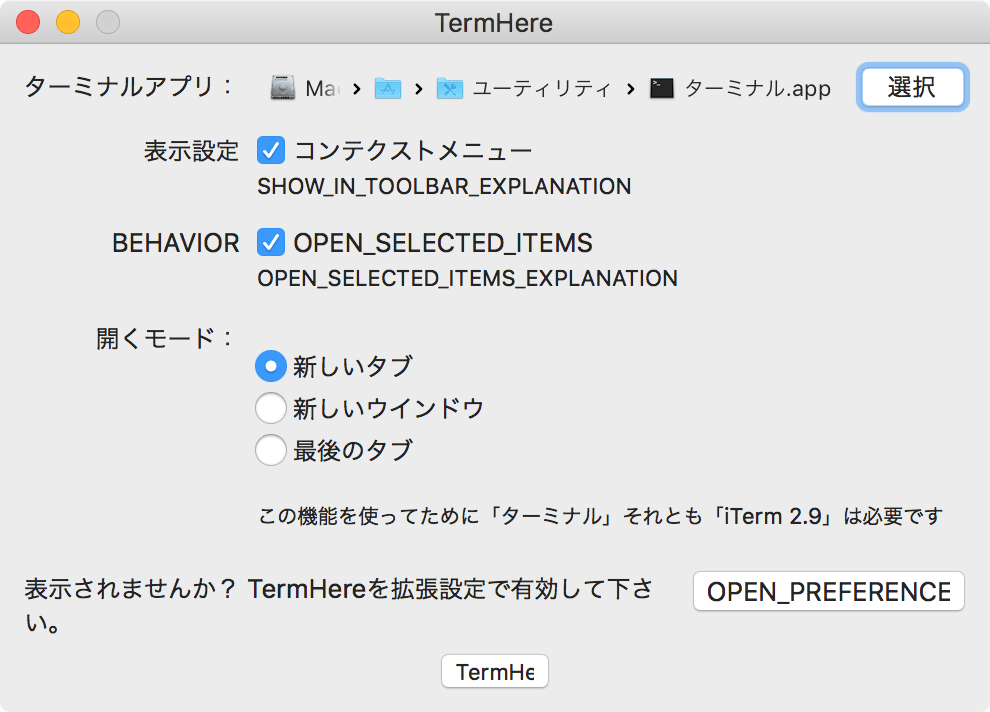 TermHere
ターミナルアプリ： Mac › › ユーティリティ › ターミナル.app 選択
表示設定 コンテクストメニュー
SHOW_IN_TOOLBAR_EXPLANATION
BEHAVIOR OPEN_SELECTED_ITEMS
OPEN_SELECTED_ITEMS_EXPLANATION
開くモード：
新しいタブ
新しいウインドウ
最後のタブ
この機能を使ってために「ターミナル」それとも「iTerm 2.9」は必要です
表示されませんか？ TermHereを拡張設定で有効して下さ OPEN_PREFERENCE
い。
TermHe